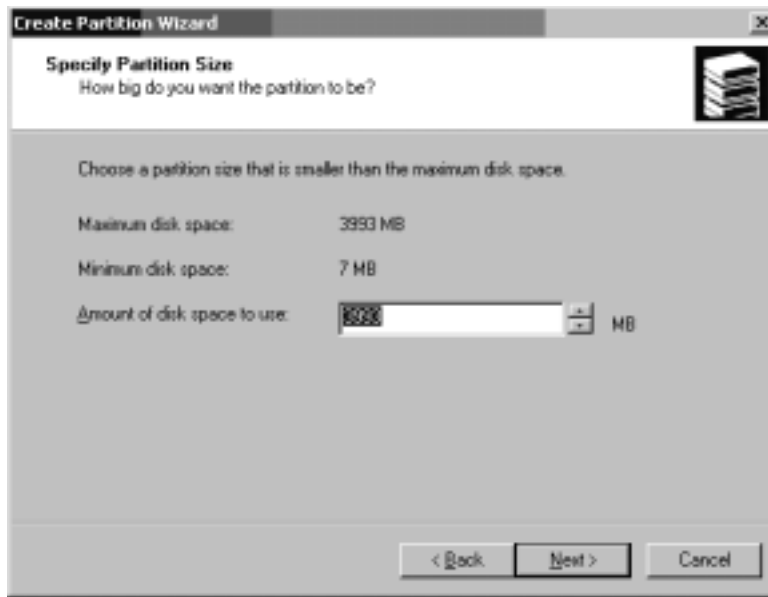 Create Partition Wizard
Specify Partition Size
How big do you want the partition to be?
Choose a partition size that is smaller than the maximum disk space.
Maximum disk space: 3993 MB
Minimum disk space: 7 MB
Amount of disk space to use: MB
< Back Next > Cancel